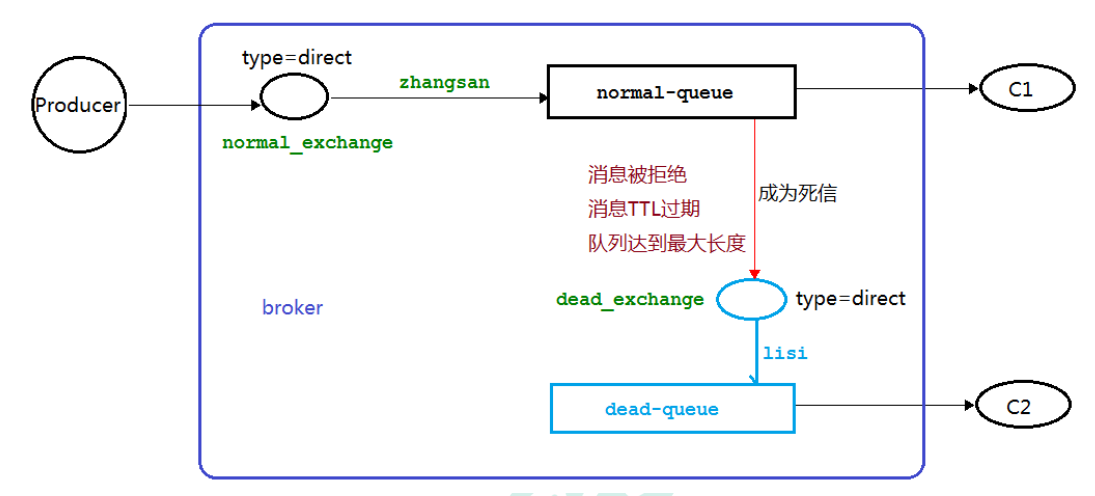 type=direct
zhangsan
normal-queue
C1
Producer
normal_exchange
消息被拒绝
消息TTL过期
队列达到最大长度
成为死信
broker
dead_exchange
type=direct
lisi
dead-queue
C2